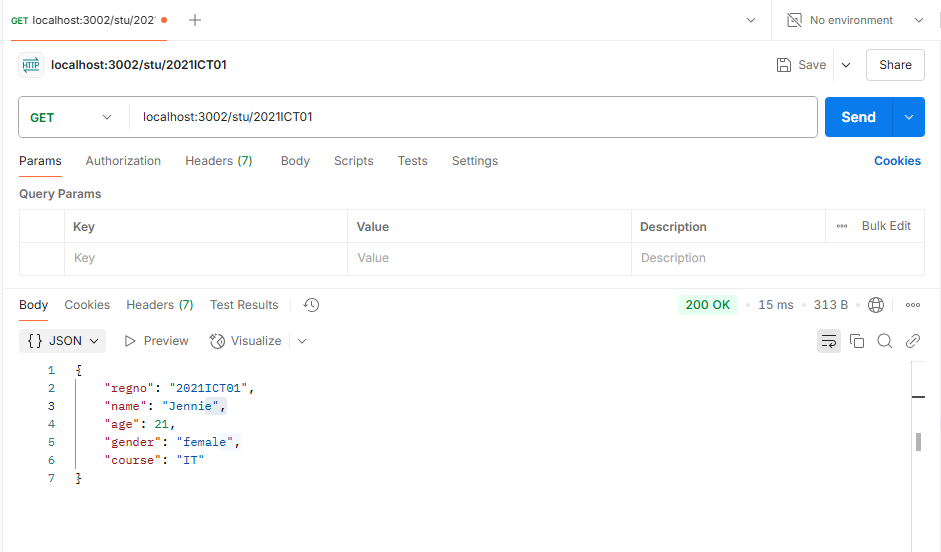 GET localhost:3002/stu/202 No environment
HTTP localhost:3002/stu/2021ICT01 Save Share
GET localhost:3002/stu/2021ICT01 Send
Params Authorization Headers (7) Body Scripts Tests Settings Cookies
Query Params
Key Value Description Bulk Edit
Key Value Description
Body Cookies Headers (7) Test Results 200 OK 15 ms 313 B
{} JSON Preview Visualize
1 {
2 "regno": "2021ICT01",
3 "name": "Jennie",
4 "age": 21,
5 "gender": "female",
6 "course": "IT"
7 }